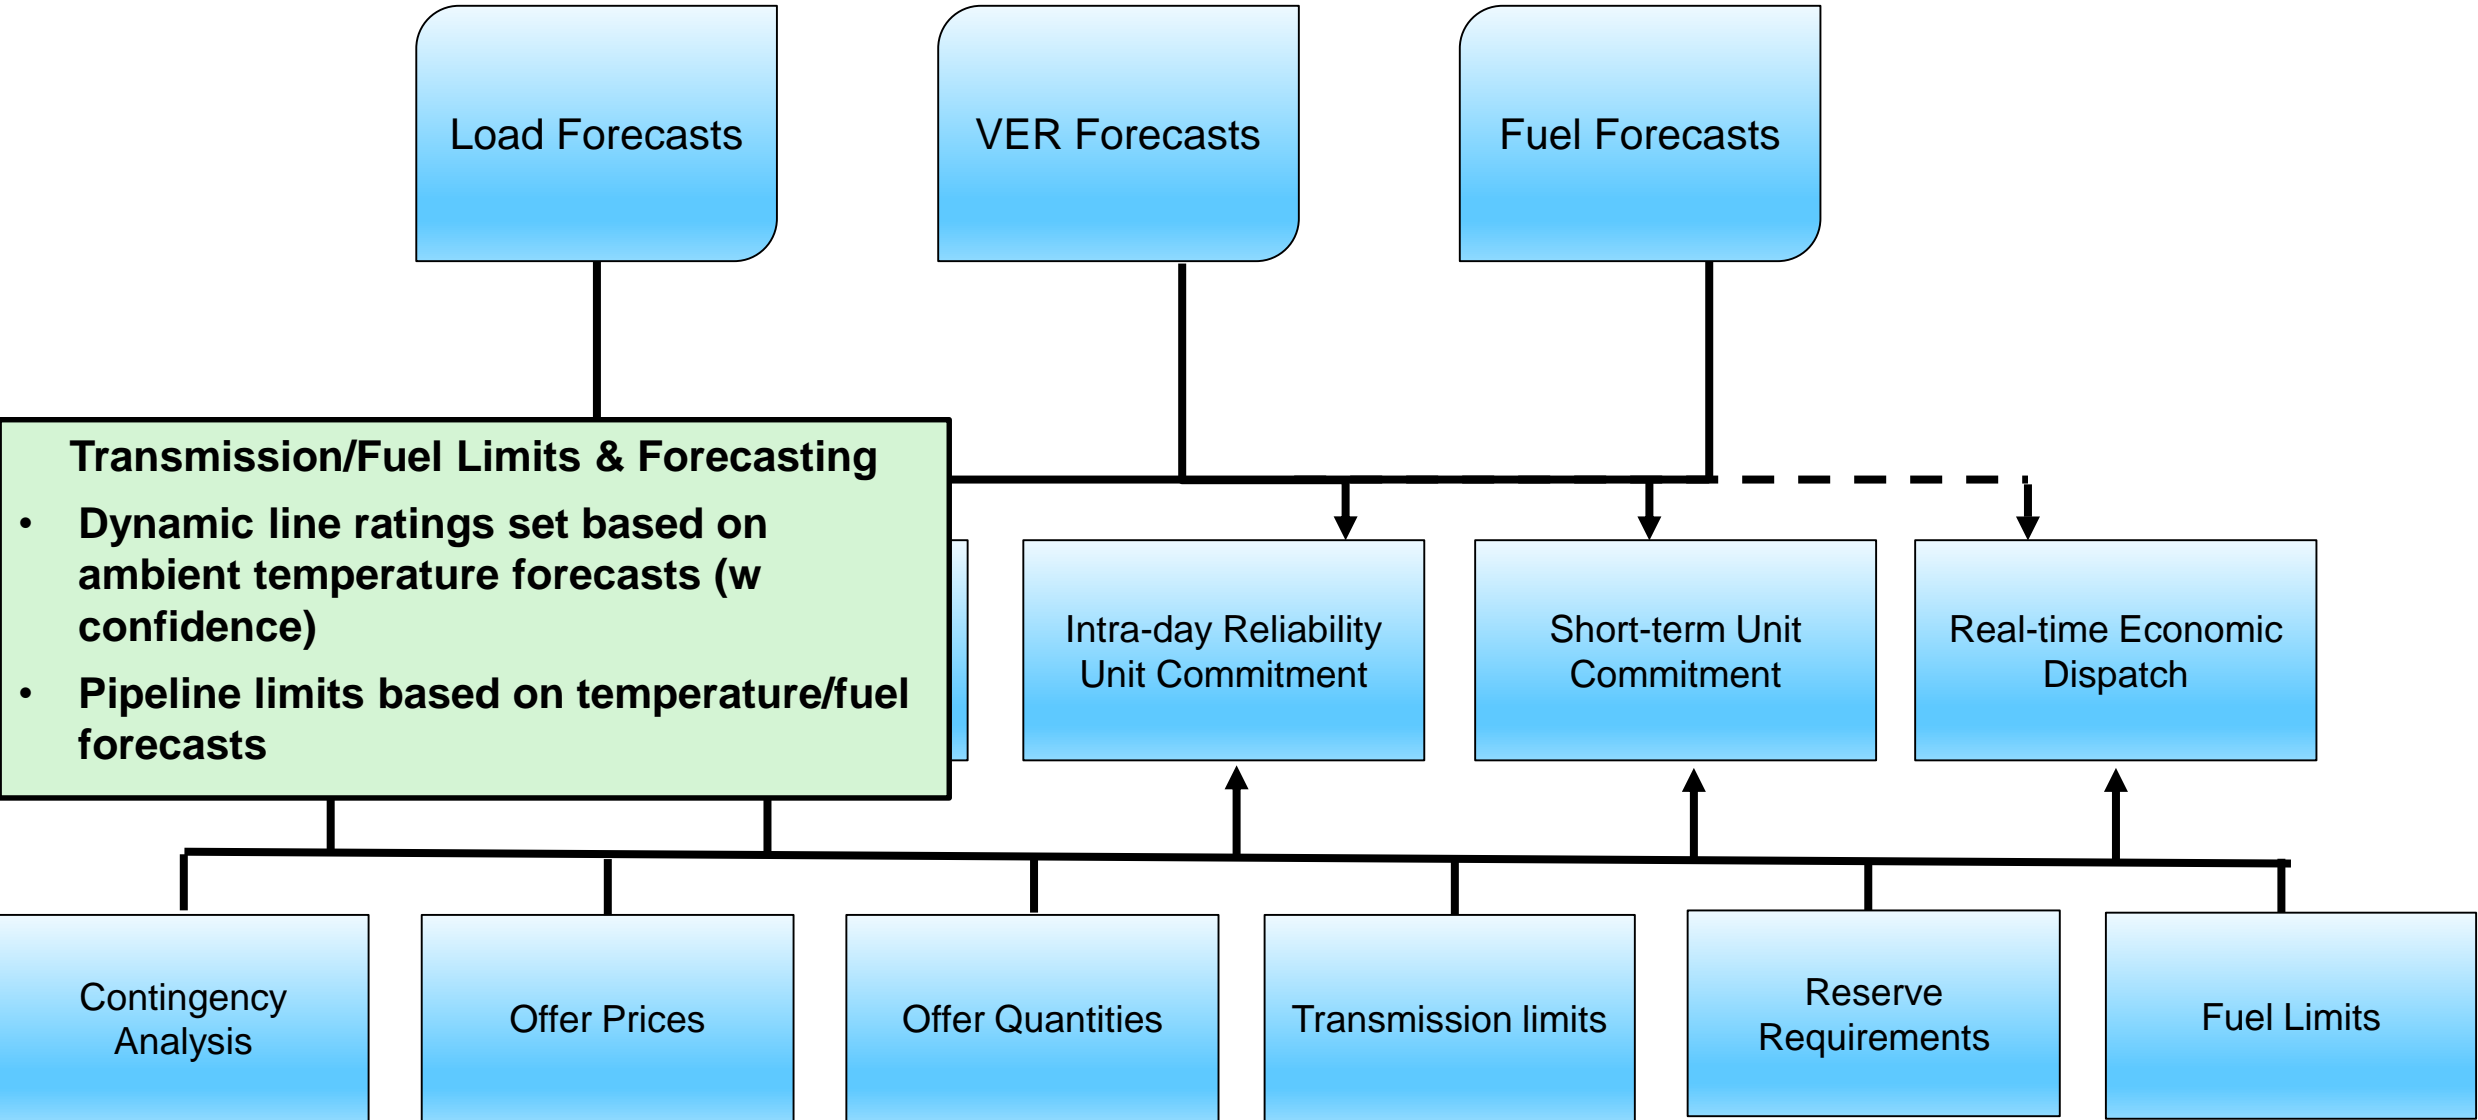 Load Forecasts
VER Forecasts
Fuel Forecasts
Transmission/Fuel Limits & Forecasting
• Dynamic line ratings set based on
ambient temperature forecasts (w
confidence)
• Pipeline limits based on temperature/fuel
forecasts
Intra-day Reliability
Unit Commitment
Short-term Unit
Commitment
Real-time Economic
Dispatch
Contingency
Analysis
Offer Prices
Offer Quantities
Transmission limits
Reserve
Requirements
Fuel Limits